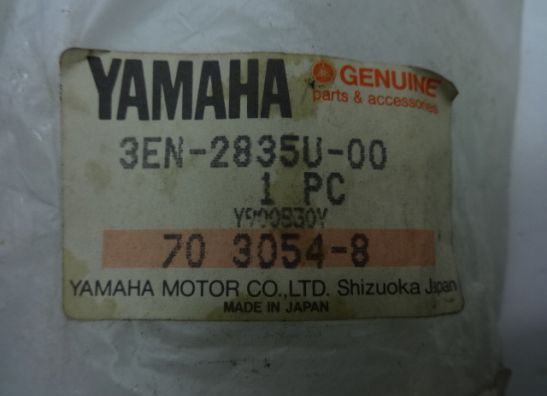 YAMAHA GENUINE
parts & accessories
3EN-2835U-00
1 PC
70 3054-8
YAMAHA MOTOR CO.,LTD. Shizuoka Japan
MADE IN JAPAN